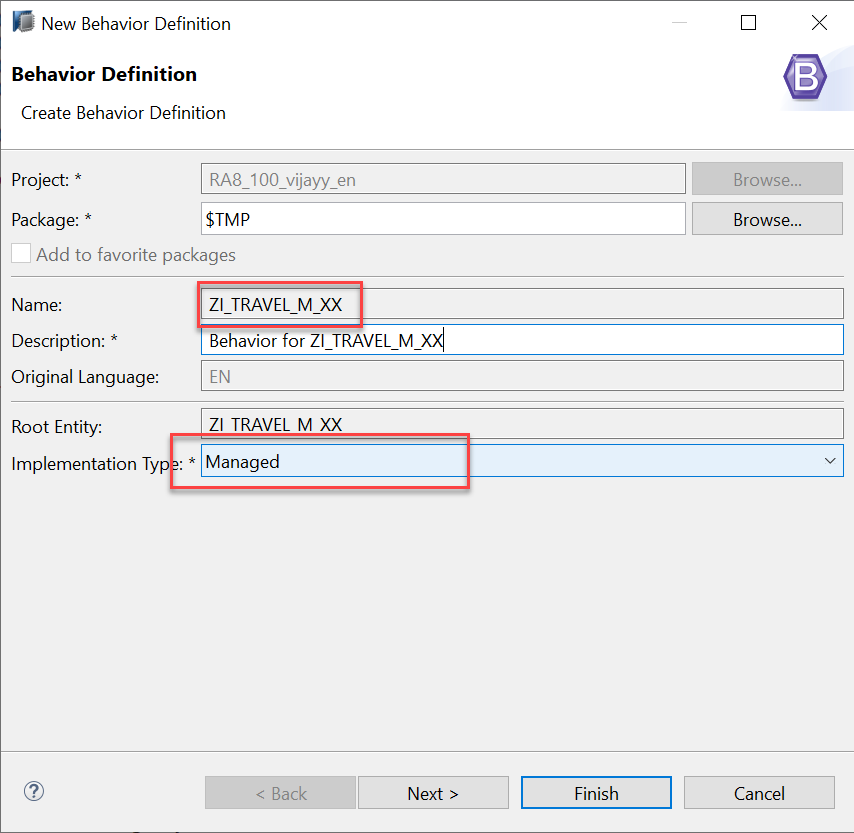 New Behavior Definition
Behavior Definition
Create Behavior Definition
B
Project: * RA8_100_vijayy_en Browse...
Package: * $TMP Browse...
Add to favorite packages
Name: ZI_TRAVEL_M_XX
Description: * Behavior for ZI_TRAVEL_M_XX
Original Language: EN
Root Entity: ZI_TRAVEL_M_XX
Implementation Type: * Managed
? < Back Next > Finish Cancel